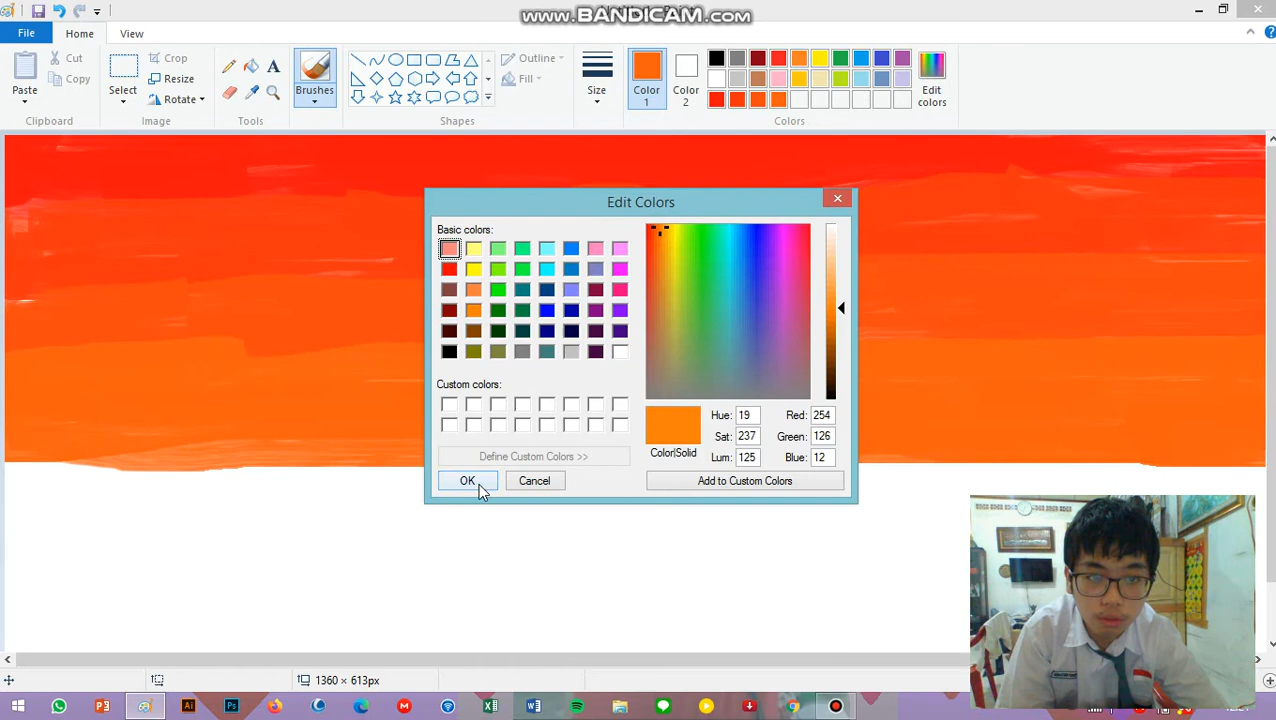 www.BANDICAM.com
File
Home
View
Paste
Cut
Copy
Clipboard
Select
Crop
Resize
Rotate
Image
Tools
Brushes
Shapes
Outline
Fill
Size
Color 1
Color 2
Edit colors
Colors
Edit Colors
Basic colors:
Custom colors:
Define Custom Colors >>
OK
Cancel
Color|Solid
Hue: 19
Sat: 237
Lum: 125
Red: 254
Green: 126
Blue: 12
Add to Custom Colors
1360 × 613px